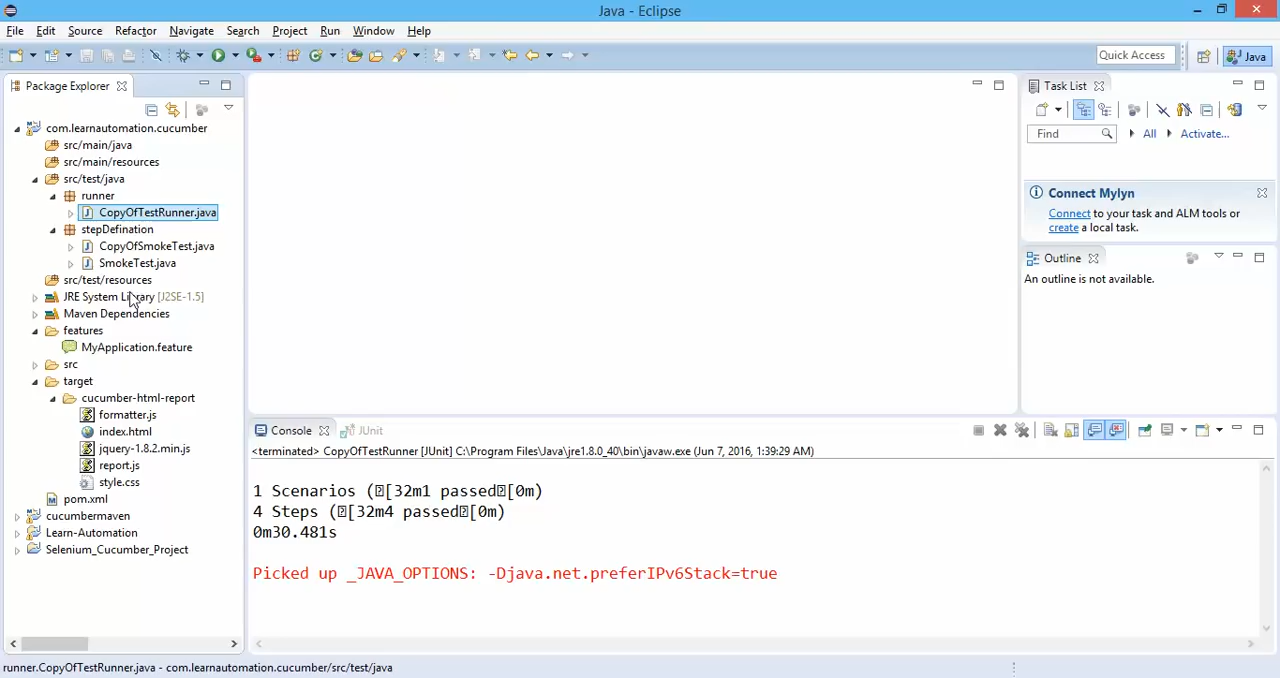 Java - Eclipse
File Edit Source Refactor Navigate Search Project Run Window Help
Quick Access
Java
Package Explorer
com.learnautomation.cucumber
src/main/java
src/main/resources
src/test/java
runner
CopyOfTestRunner.java
stepDefination
CopyOfSmokeTest.java
SmokeTest.java
src/test/resources
JRE System Library [J2SE-1.5]
Maven Dependencies
features
MyApplication.feature
src
target
cucumber-html-report
formatter.js
index.html
jquery-1.8.2.min.js
report.js
style.css
pom.xml
cucumbermaven
Learn-Automation
Selenium_Cucumber_Project
Task List
Find All Activate...
Connect Mylyn
Connect to your task and ALM tools or
create a local task.
Outline
An outline is not available.
Console JUnit
<terminated> CopyOfTestRunner [JUnit] C:\Program Files\Java\jre1.8.0_40\bin\javaw.exe (Jun 7, 2016, 1:39:29 AM)
1 Scenarios (�[32m1 passed�[0m)
4 Steps (�[32m4 passed�[0m)
0m30.481s
Picked up _JAVA_OPTIONS: -Djava.net.preferIPv6Stack=true
runner.CopyOfTestRunner.java - com.learnautomation.cucumber/src/test/java